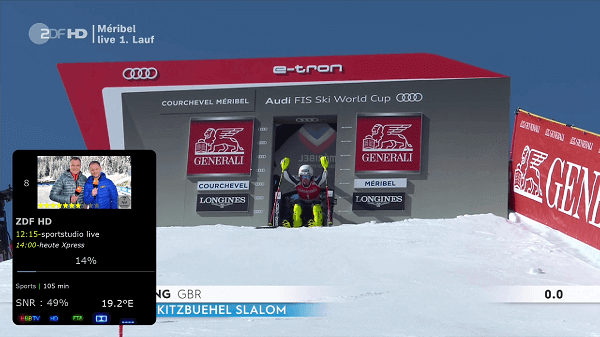 ZDF HD
Méribel
live 1. Lauf
Audi
e-tron
COURCHEVEL MÉRIBEL
Audi FIS Ski World Cup
GENERALI
GENERALI
COURCHEVEL
MÉRIBEL
LONGINES
LONGINES
GENERALI
GENERALI
8
ZDF HD
12:15-sportstudio live
14:00-heute Xpress
14%
Sports | 105 min
SNR : 49%
19.2°E
HBBTV HD
NG GBR
0.0
KITZBUEHEL SLALOM